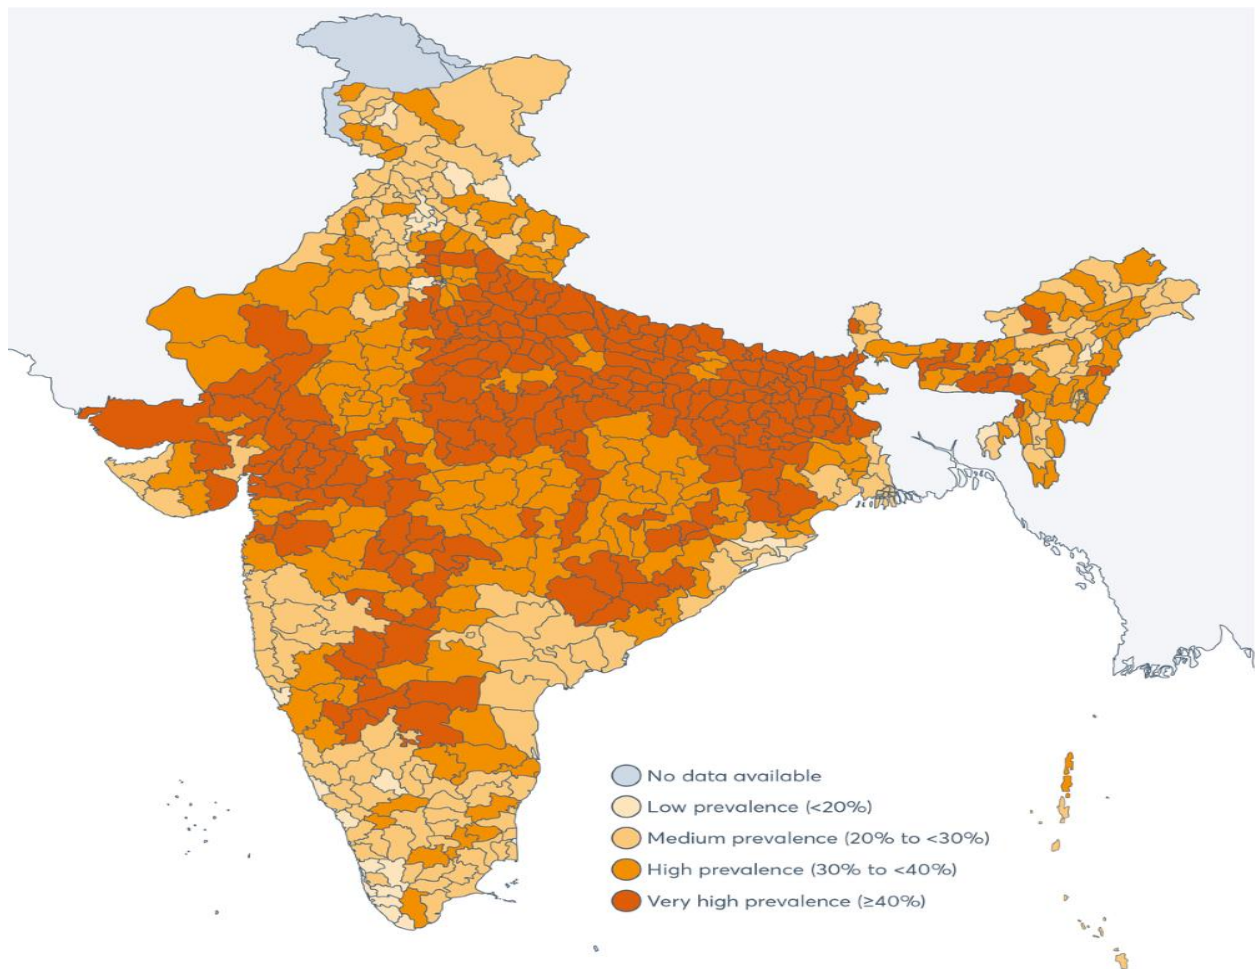 No data available
Low prevalence (<20%)
Medium prevalence (20% to <30%)
High prevalence (30% to <40%)
Very high prevalence (≥40%)